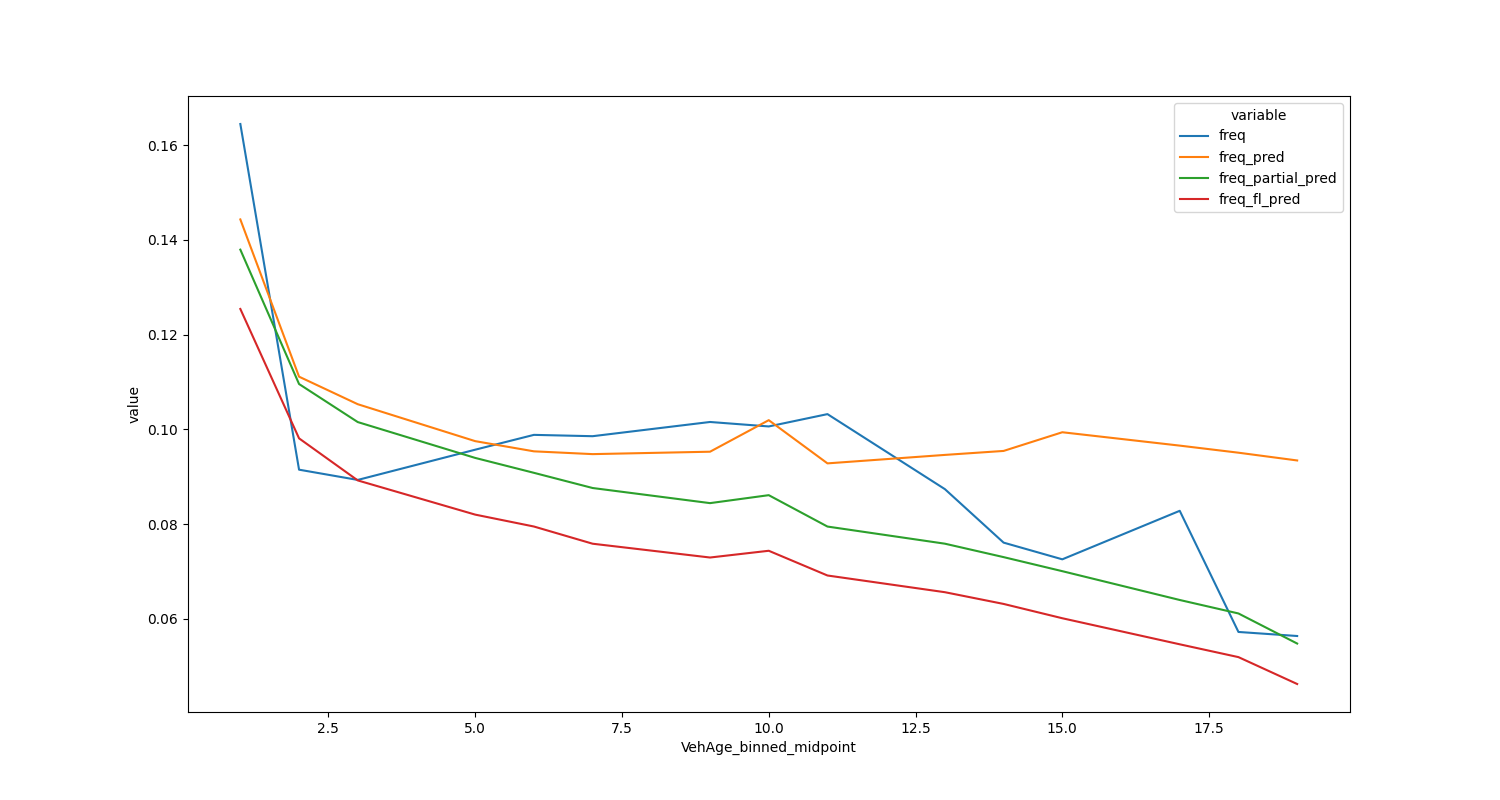 variable
freq
freq_pred
freq_partial_pred
freq_fl_pred
0.16
0.14
0.12
0.10
0.08
0.06
value
2.5 5.0 7.5 10.0 12.5 15.0 17.5
VehAge_binned_midpoint